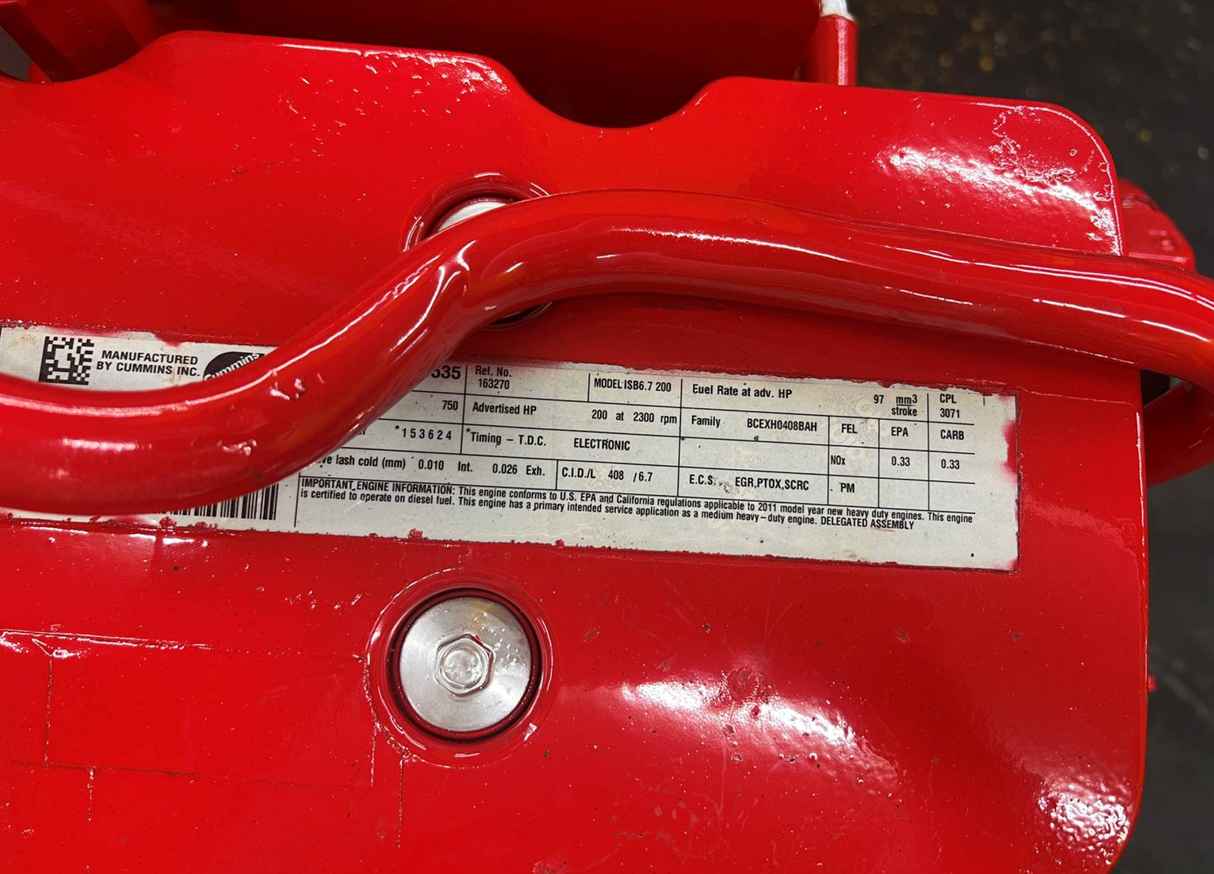 MANUFACTURED
BY CUMMINS INC.
Cummins
Ref. No.
163270
MODEL ISB6.7 200
Fuel Rate at adv. HP
97
mm3
stroke
CPL
3071
750
Advertised HP
200 at 2300 rpm
Family
BCEXH0408BAH
FEL
EPA
CARB
*153624
*Timing – T.D.C.
ELECTRONIC
NOx
0.33
0.33
lash cold (mm) 0.010 Int.
0.026 Exh.
C.I.D./L 408 /6.7
E.C.S.
EGR,PTOX,SCRC
PM
IMPORTANT ENGINE INFORMATION: This engine conforms to U.S. EPA and California regulations applicable to 2011 model year new heavy duty engines. This engine
is certified to operate on diesel fuel. This engine has a primary intended service application as a medium heavy–duty engine. DELEGATED ASSEMBLY